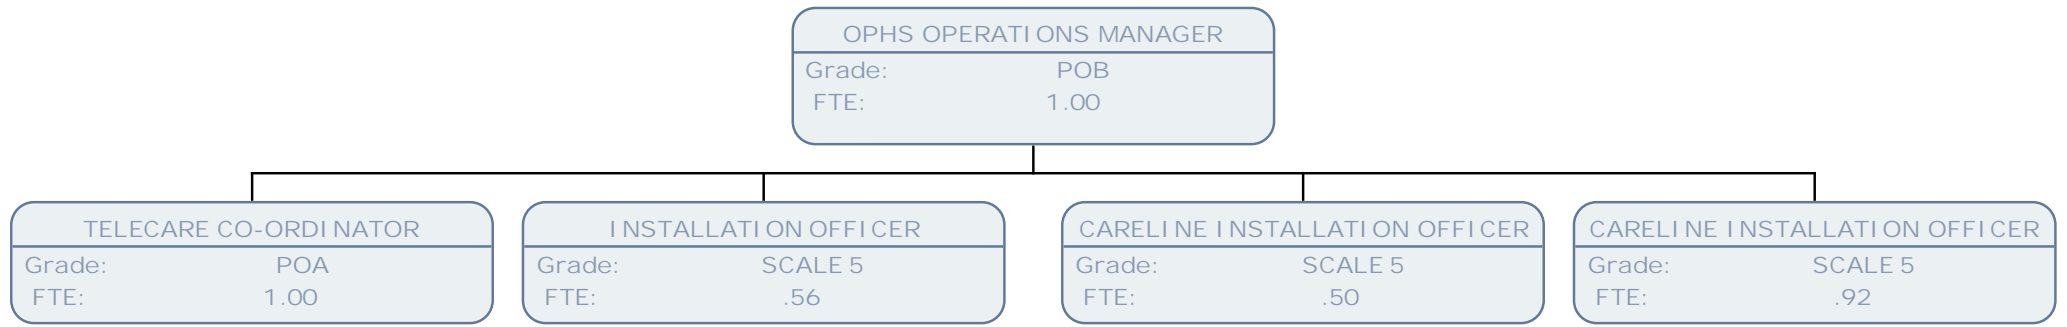 OPHS OPERATIONS MANAGER
Grade: POB
FTE: 1.00
TELECARE CO-ORDINATOR
Grade: POA
FTE: 1.00
INSTALLATION OFFICER
Grade: SCALE 5
FTE: .56
CARELINE INSTALLATION OFFICER
Grade: SCALE 5
FTE: .50
CARELINE INSTALLATION OFFICER
Grade: SCALE 5
FTE: .92